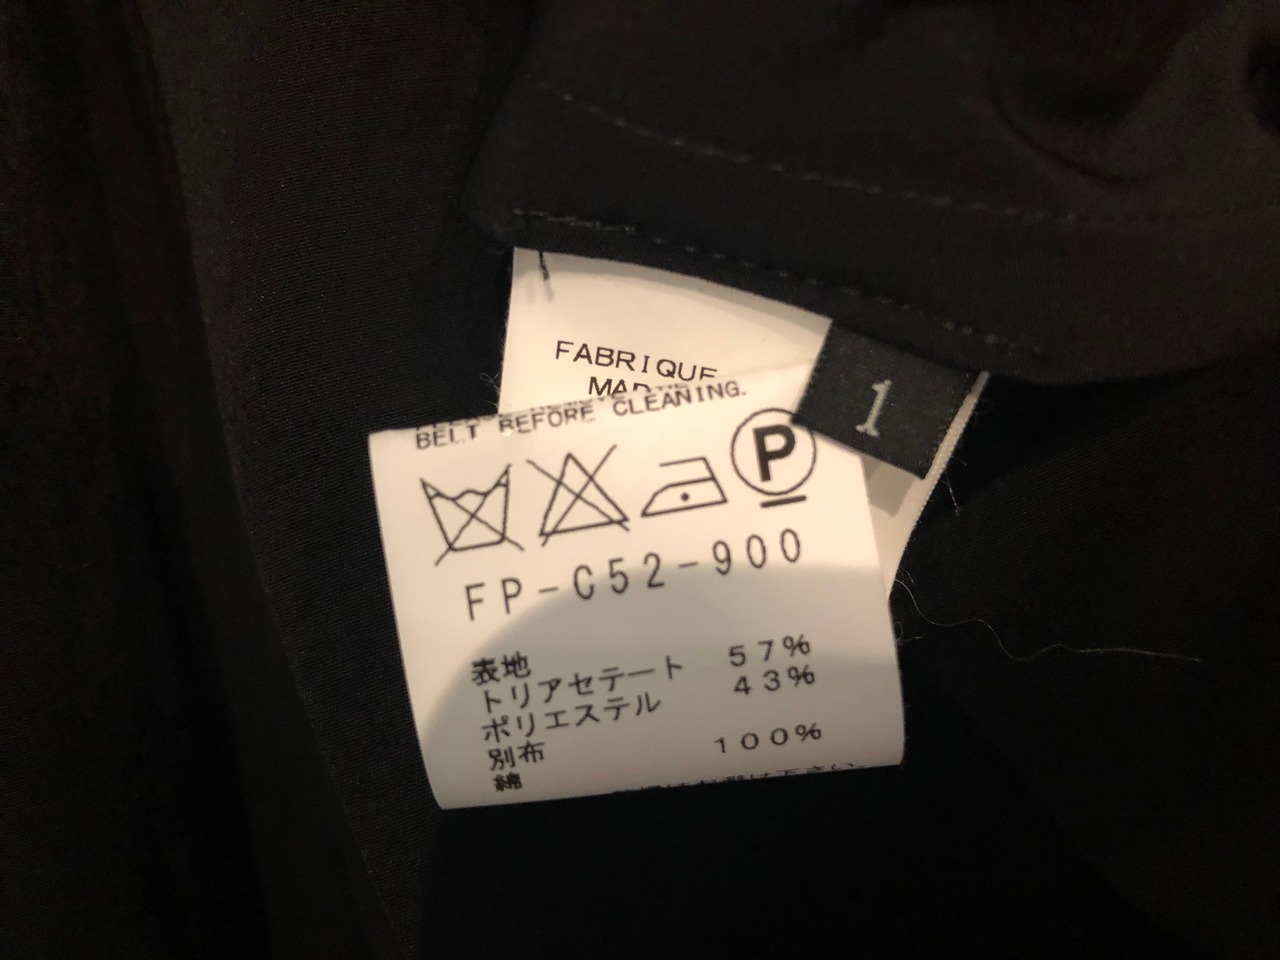 FABRIQUE
BELT BEFORE CLEANING.
1
P
FP-C52-900
表地
トリアセテート 57%
ポリエステル 43%
別布
綿 100%